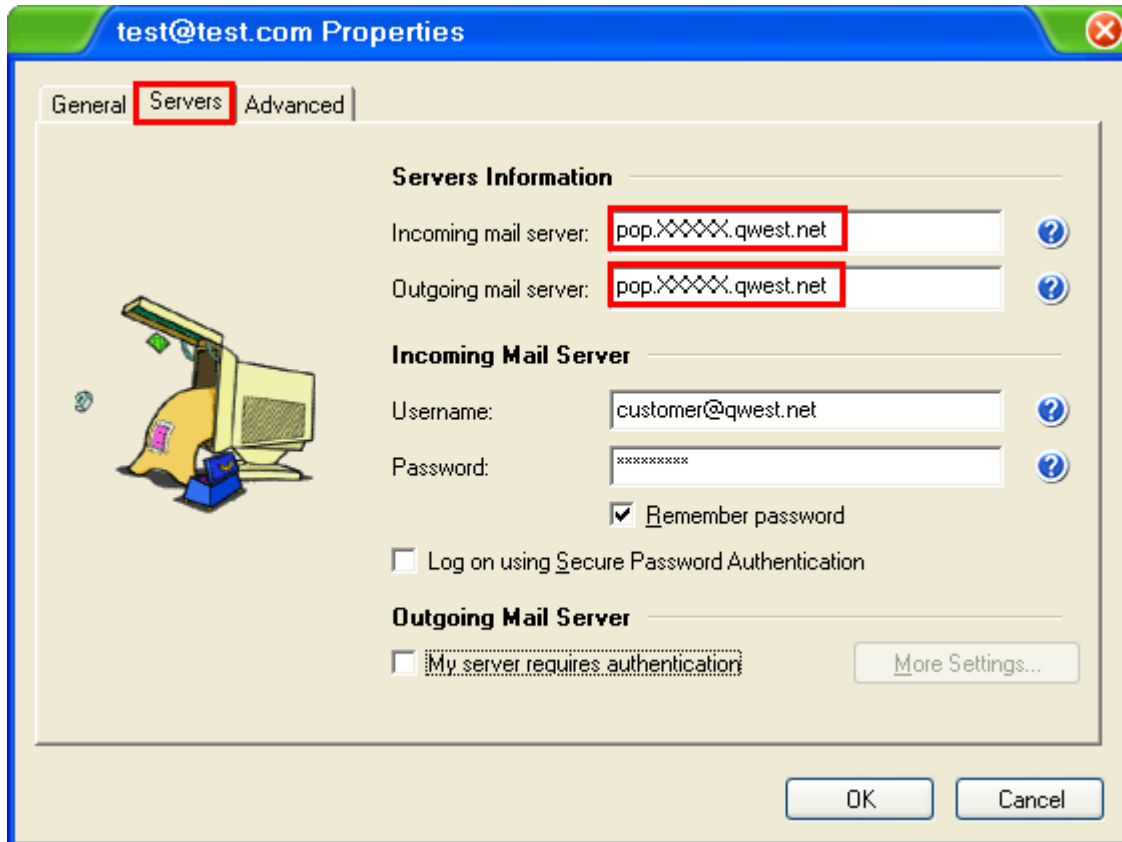 test@test.com Properties
General Servers Advanced
Servers Information
Incoming mail server: pop.XXXXX.qwest.net
Outgoing mail server: pop.XXXXX.qwest.net
Incoming Mail Server
Username: customer@qwest.net
Password: *********
Remember password
Log on using Secure Password Authentication
Outgoing Mail Server
My server requires authentication More Settings...
OK Cancel